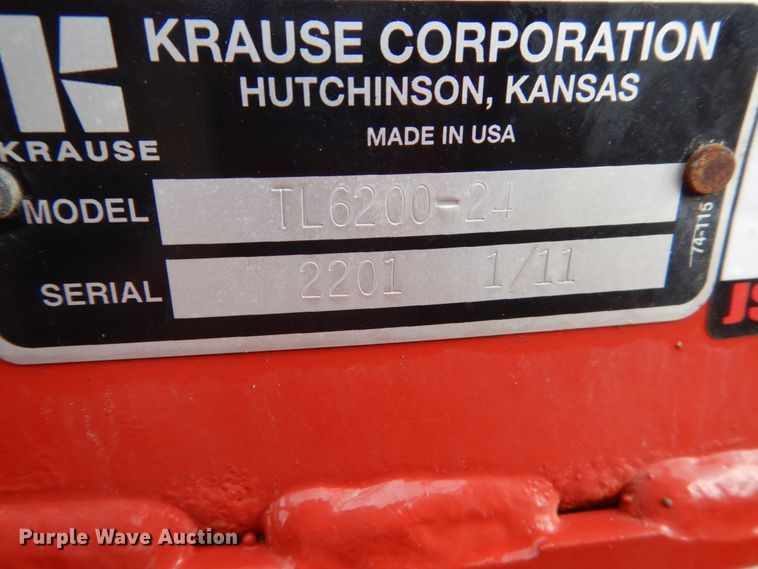 KRAUSE CORPORATION
HUTCHINSON, KANSAS
MADE IN USA
KRAUSE
MODEL TL6200-24
74-115
SERIAL 2201 1/11
JS
Purple Wave Auction